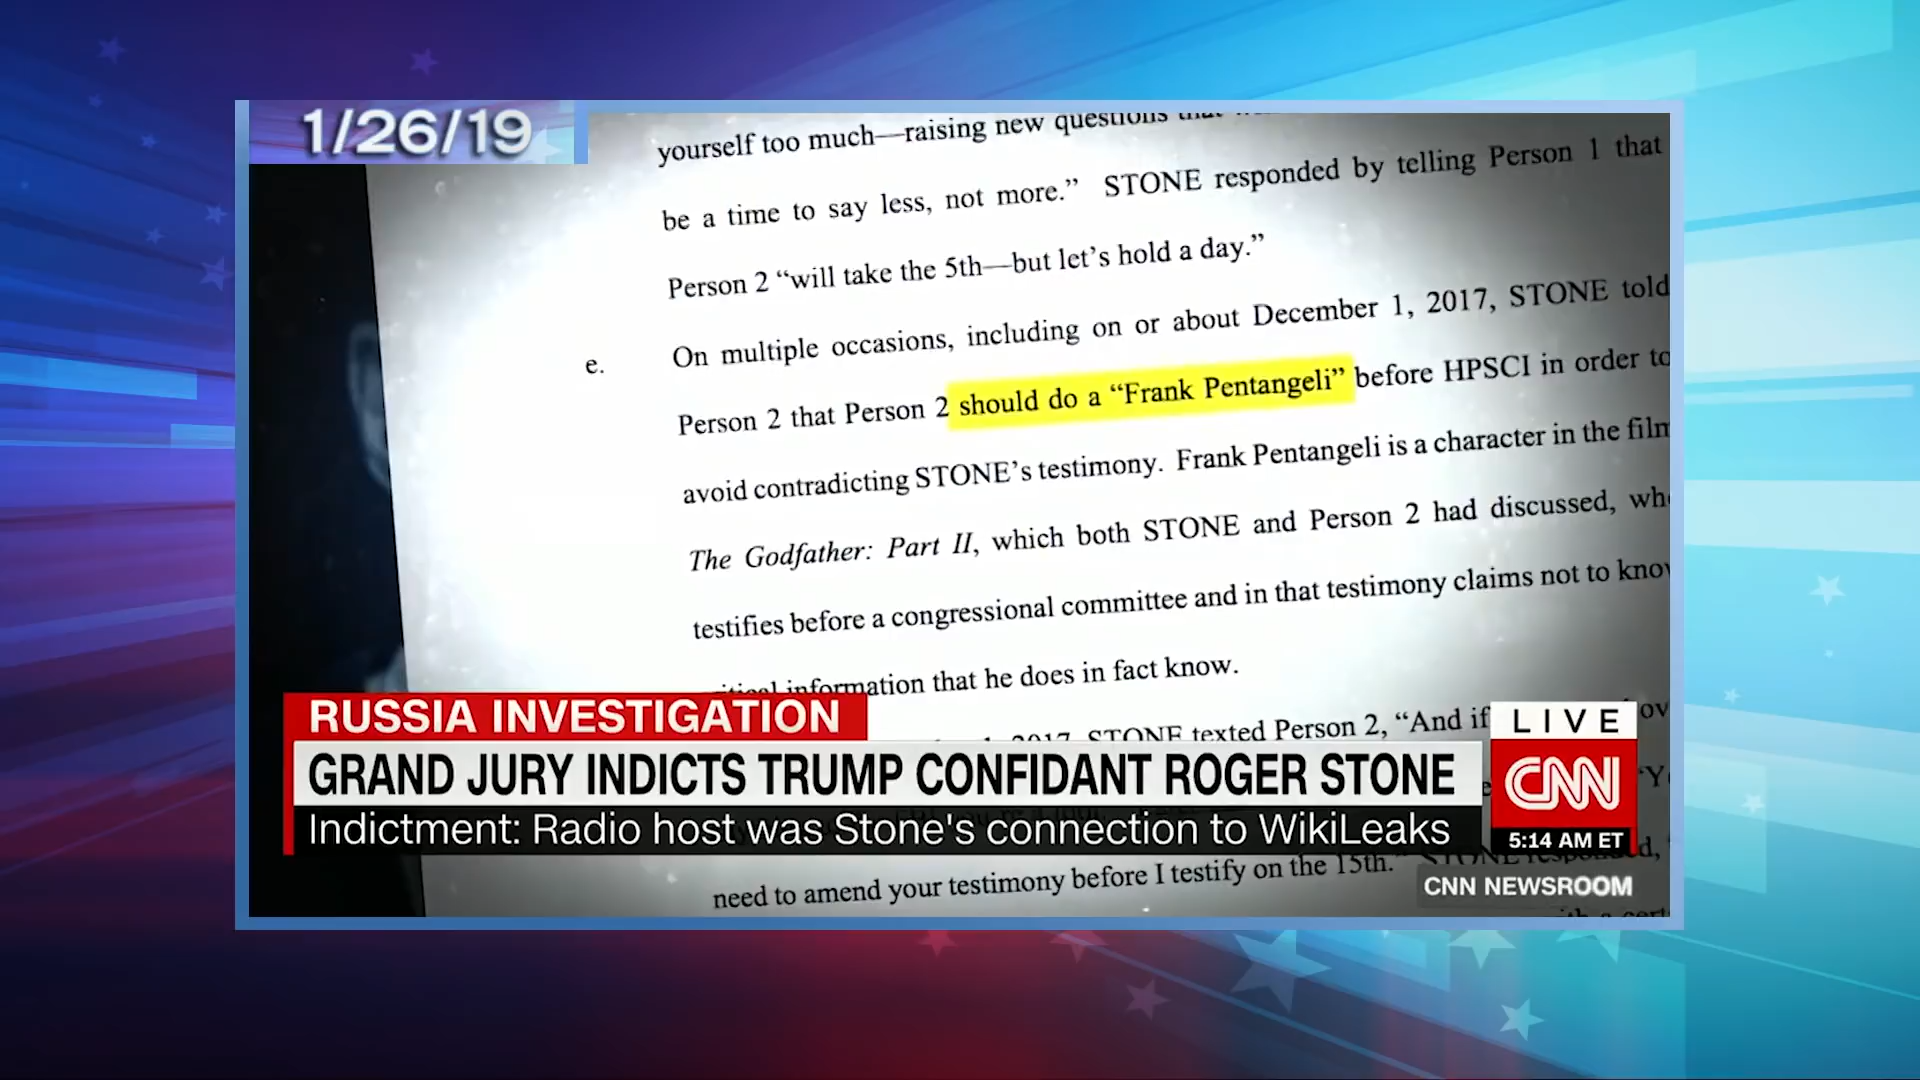 1/26/19
yourself too much—raising new questions
be a time to say less, not more.” STONE responded by telling Person 1 that
Person 2 “will take the 5th—but let’s hold a day.”
e. On multiple occasions, including on or about December 1, 2017, STONE told
Person 2 that Person 2 should do a “Frank Pentangeli” before HPSCI in order to
avoid contradicting STONE’s testimony. Frank Pentangeli is a character in the film
The Godfather: Part II, which both STONE and Person 2 had discussed,
testifies before a congressional committee and in that testimony claims not to
information that he does in fact know.
2017, STONE texted Person 2, “And if
RUSSIA INVESTIGATION
GRAND JURY INDICTS TRUMP CONFIDANT ROGER STONE
Indictment: Radio host was Stone's connection to WikiLeaks
LIVE
CNN
5:14 AM ET
need to amend your testimony before I testify on the 15th.” STONE
CNN NEWSROOM